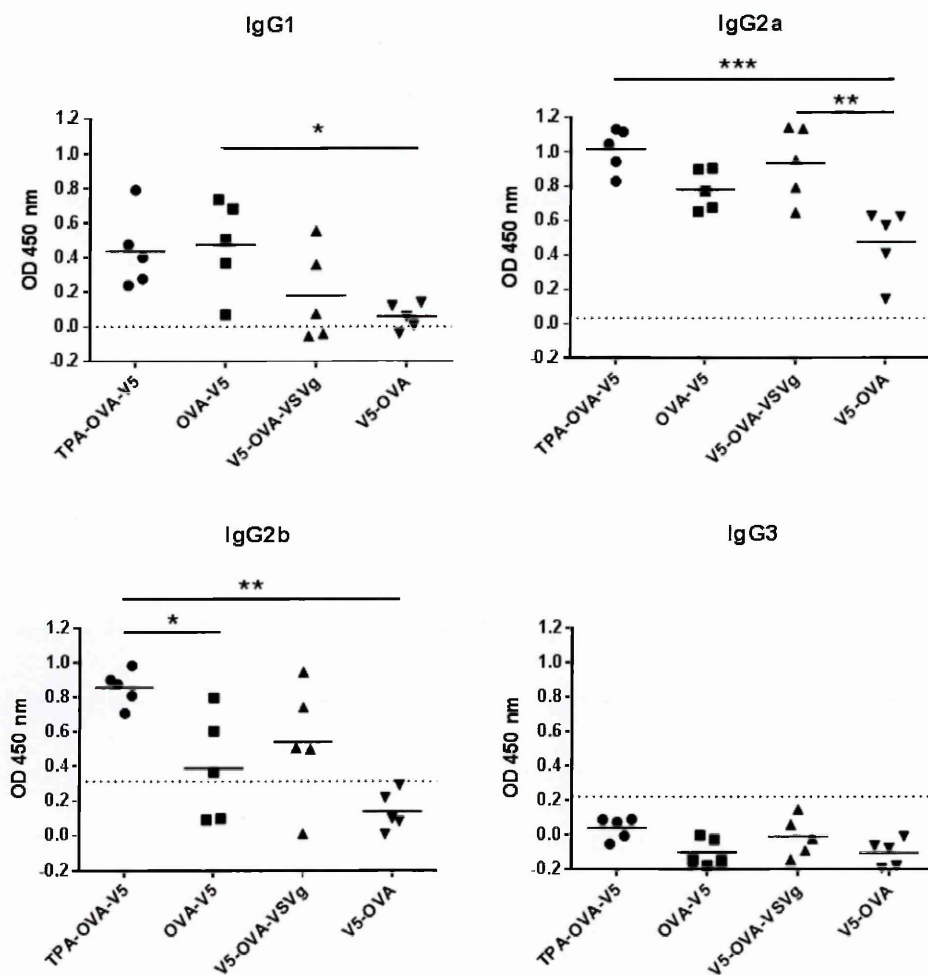 IgG1
*
OD 450 nm
1.2
1.0
0.8
0.6
0.4
0.2
0.0
-0.2
TPA-OVA-V5
OVA-V5
V5-OVA-VSVg
V5-OVA
IgG2a
***
**
OD 450 nm
1.2
1.0
0.8
0.6
0.4
0.2
0.0
-0.2
TPA-OVA-V5
OVA-V5
V5-OVA-VSVg
V5-OVA
IgG2b
**
*
OD 450 nm
1.2
1.0
0.8
0.6
0.4
0.2
0.0
-0.2
TPA-OVA-V5
OVA-V5
V5-OVA-VSVg
V5-OVA
IgG3
OD 450 nm
1.2
1.0
0.8
0.6
0.4
0.2
0.0
-0.2
TPA-OVA-V5
OVA-V5
V5-OVA-VSVg
V5-OVA